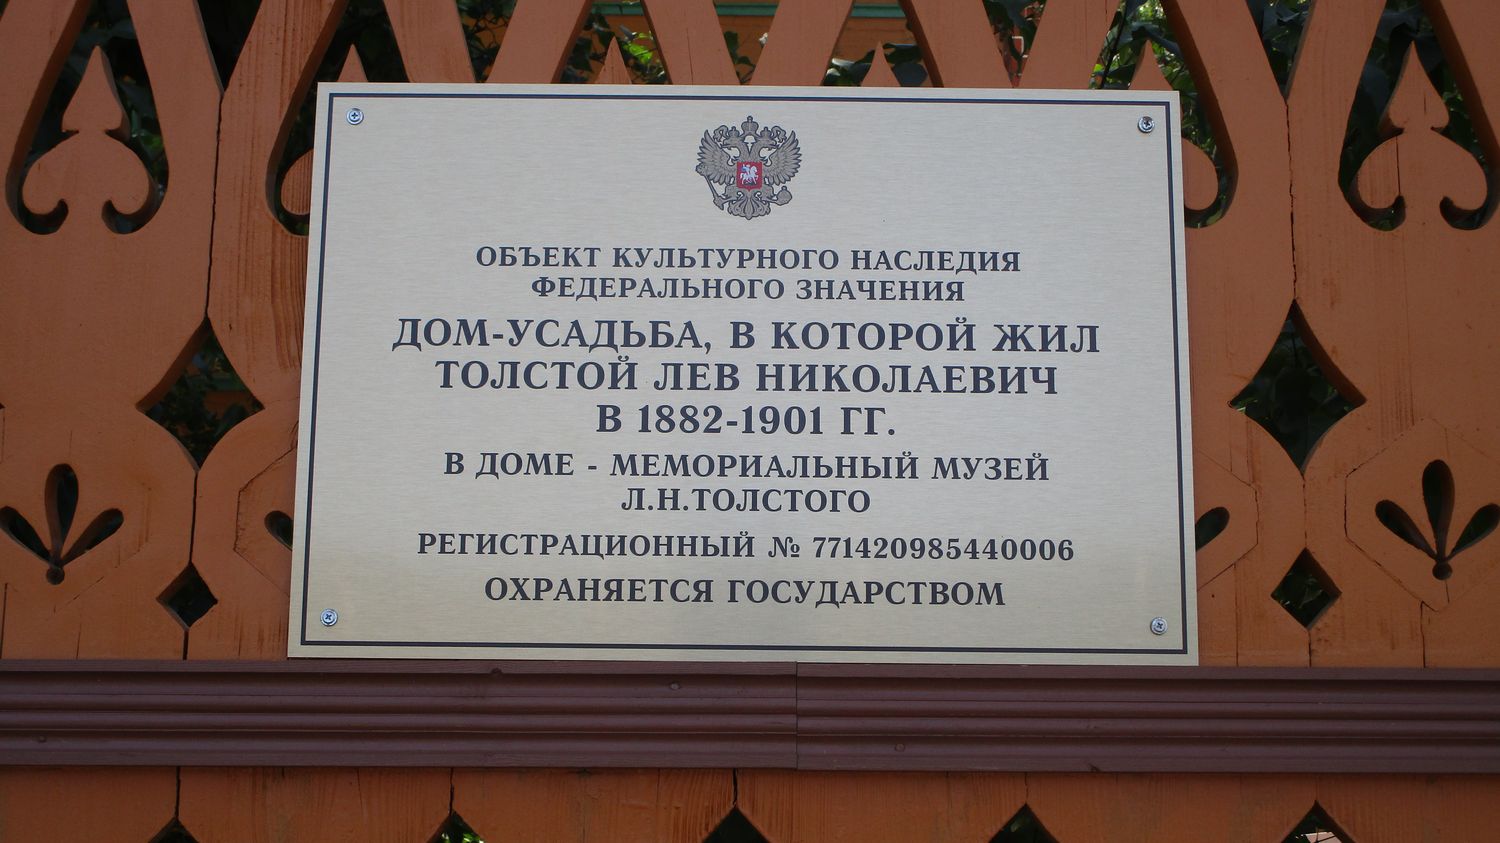 ОБЪЕКТ КУЛЬТУРНОГО НАСЛЕДИЯ
ФЕДЕРАЛЬНОГО ЗНАЧЕНИЯ
ДОМ-УСАДЬБА, В КОТОРОЙ ЖИЛ
ТОЛСТОЙ ЛЕВ НИКОЛАЕВИЧ
В 1882-1901 ГГ.
В ДОМЕ - МЕМОРИАЛЬНЫЙ МУЗЕЙ
Л.Н.ТОЛСТОГО
РЕГИСТРАЦИОННЫЙ № 771420985440006
ОХРАНЯЕТСЯ ГОСУДАРСТВОМ